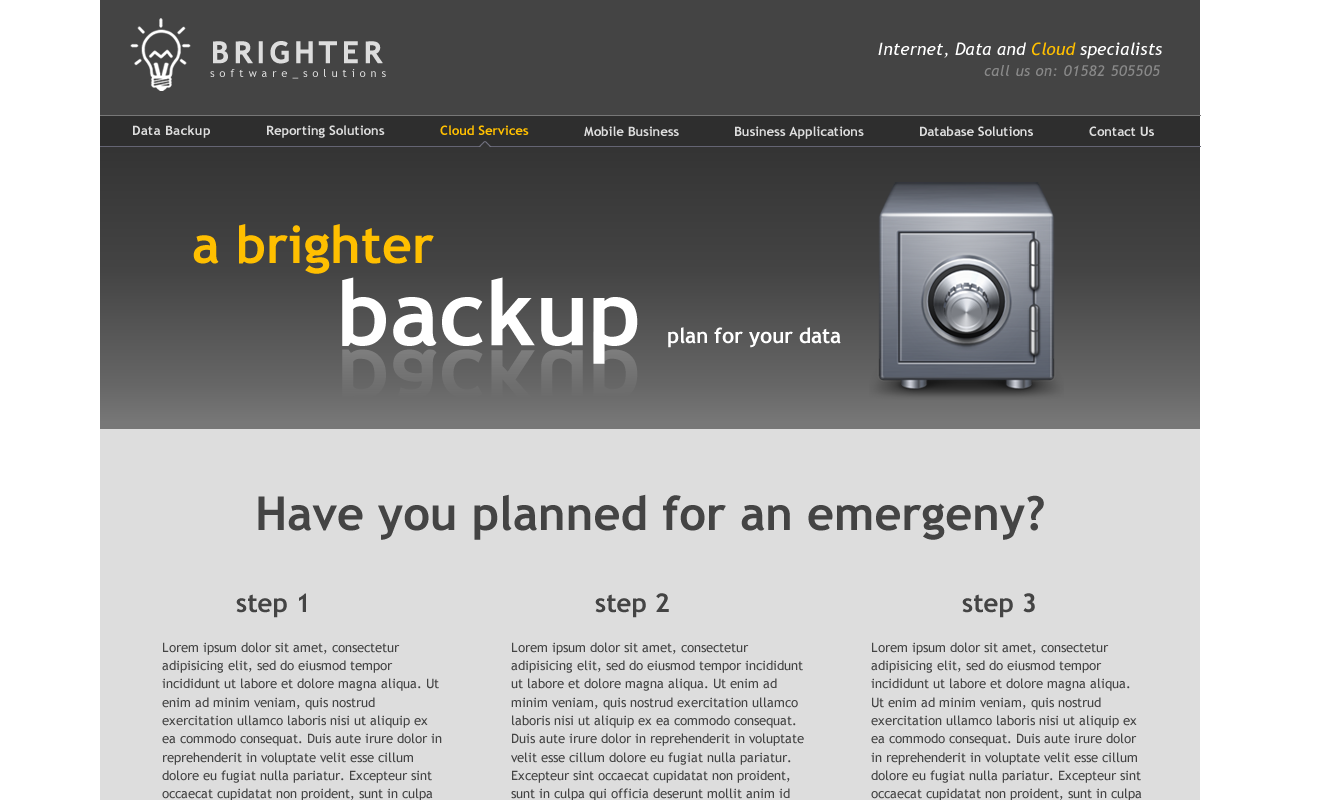 BRIGHTER
software_solutions
Internet, Data and Cloud specialists
call us on: 01582 505505
Data Backup
Reporting Solutions
Cloud Services
Mobile Business
Business Applications
Database Solutions
Contact Us
a brighter
backup
plan for your data
Have you planned for an emergeny?
step 1
Lorem ipsum dolor sit amet, consectetur
adipisicing elit, sed do eiusmod tempor
incididunt ut labore et dolore magna aliqua. Ut
enim ad minim veniam, quis nostrud
exercitation ullamco laboris nisi ut aliquip ex
ea commodo consequat. Duis aute irure dolor in
reprehenderit in voluptate velit esse cillum
dolore eu fugiat nulla pariatur. Excepteur sint
occaecat cupidatat non proident, sunt in culpa
step 2
Lorem ipsum dolor sit amet, consectetur
adipisicing elit, sed do eiusmod tempor incididunt
ut labore et dolore magna aliqua. Ut enim ad
minim veniam, quis nostrud exercitation ullamco
laboris nisi ut aliquip ex ea commodo consequat.
Duis aute irure dolor in reprehenderit in voluptate
velit esse cillum dolore eu fugiat nulla pariatur.
Excepteur sint occaecat cupidatat non proident,
sunt in culpa qui officia deserunt mollit anim id
step 3
Lorem ipsum dolor sit amet, consectetur
adipisicing elit, sed do eiusmod tempor
incididunt ut labore et dolore magna aliqua.
Ut enim ad minim veniam, quis nostrud
exercitation ullamco laboris nisi ut aliquip ex
ea commodo consequat. Duis aute irure dolor
in reprehenderit in voluptate velit esse cillum
dolore eu fugiat nulla pariatur. Excepteur sint
occaecat cupidatat non proident, sunt in culpa